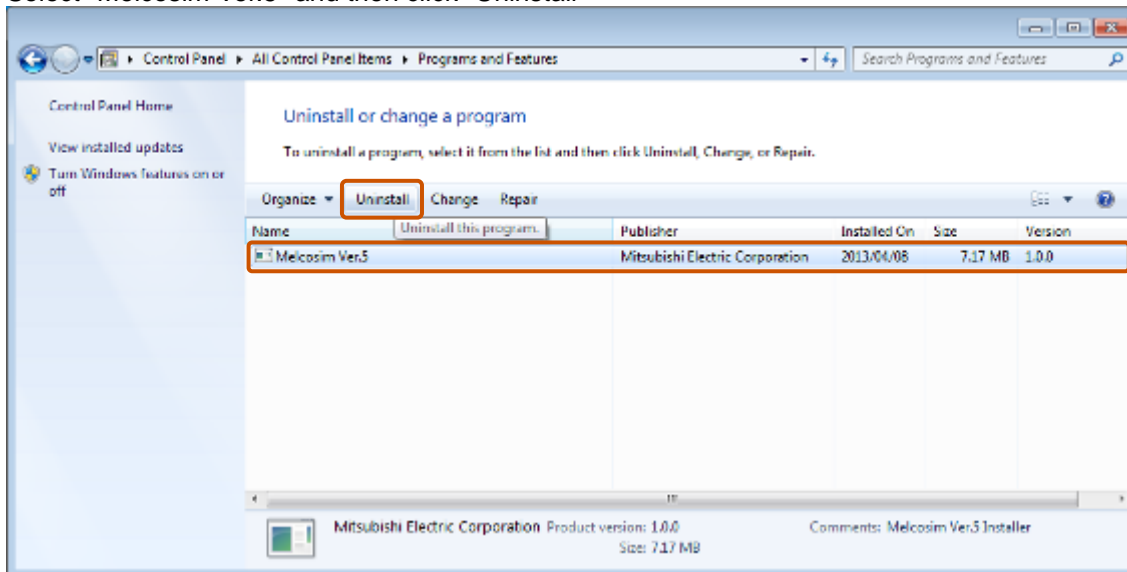 Control Panel ▸ All Control Panel Items ▸ Programs and Features
Search Programs and Features
Control Panel Home
View installed updates
Turn Windows features on or off
Uninstall or change a program
To uninstall a program, select it from the list and then click Uninstall, Change, or Repair.
Organize Uninstall Change Repair
Uninstall this program.
Name Publisher Installed On Size Version
Melcosim Ver.5 Mitsubishi Electric Corporation 2013/04/08 7.17 MB 1.0.0
Mitsubishi Electric Corporation Product version: 1.0.0 Comments: Melcosim Ver.5 Installer
Size: 7.17 MB